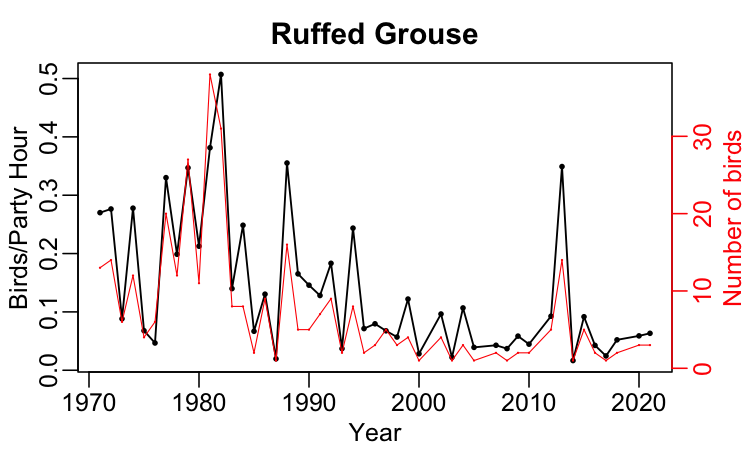 Ruffed Grouse
Birds/Party Hour
0.0 0.1 0.2 0.3 0.4 0.5
1970 1980 1990 2000 2010 2020
Year
0 10 20 30
Number of birds